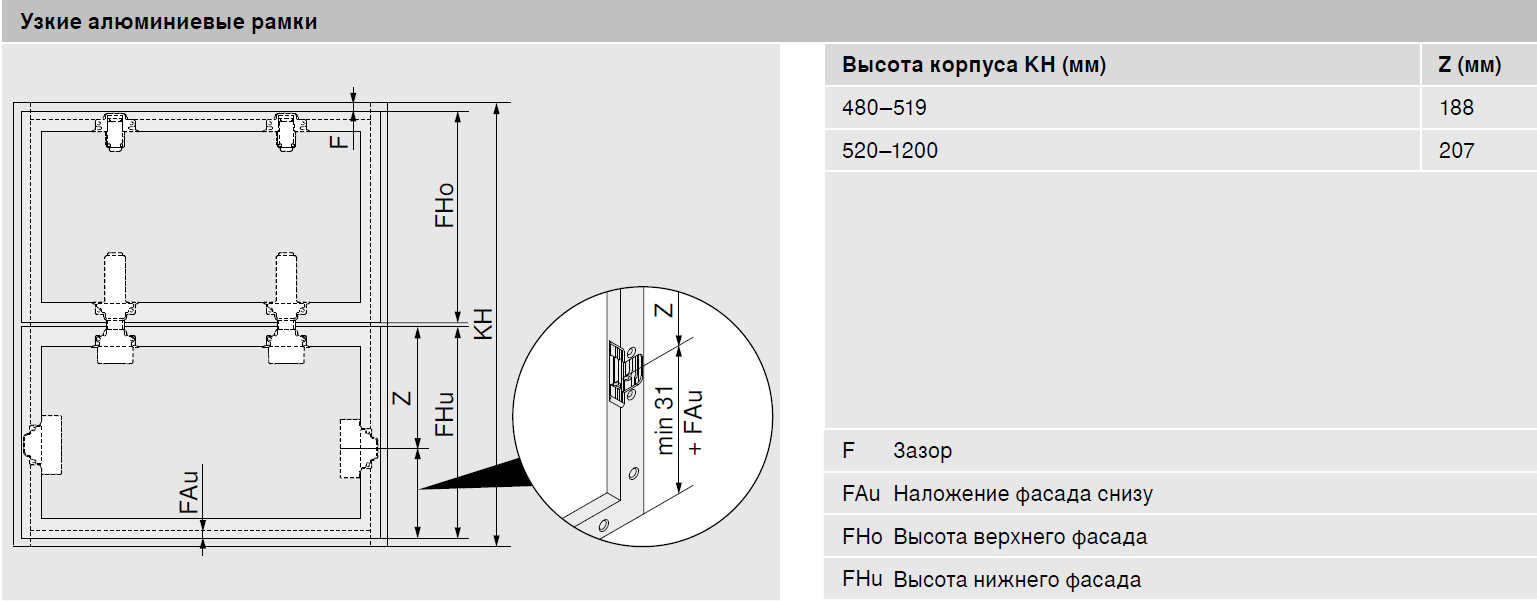 Узкие алюминиевые рамки
F
FHo
KH
Z
FHu
FAu
Z
min 31
+ FAu
Высота корпуса KH (мм) Z (мм)
480–519 188
520–1200 207
F Зазор
FAu Наложение фасада снизу
FHo Высота верхнего фасада
FHu Высота нижнего фасада